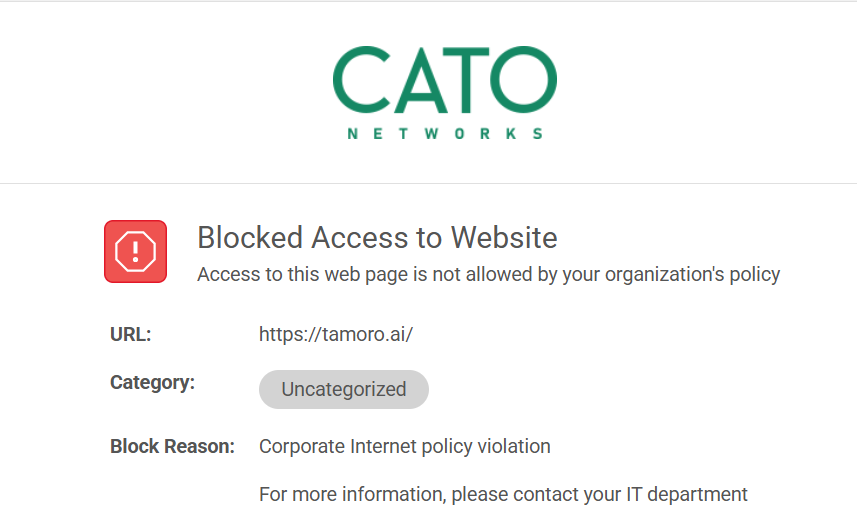 CATO
NETWORKS
Blocked Access to Website
Access to this web page is not allowed by your organization's policy
URL: https://tamoro.ai/
Category: Uncategorized
Block Reason: Corporate Internet policy violation
For more information, please contact your IT department